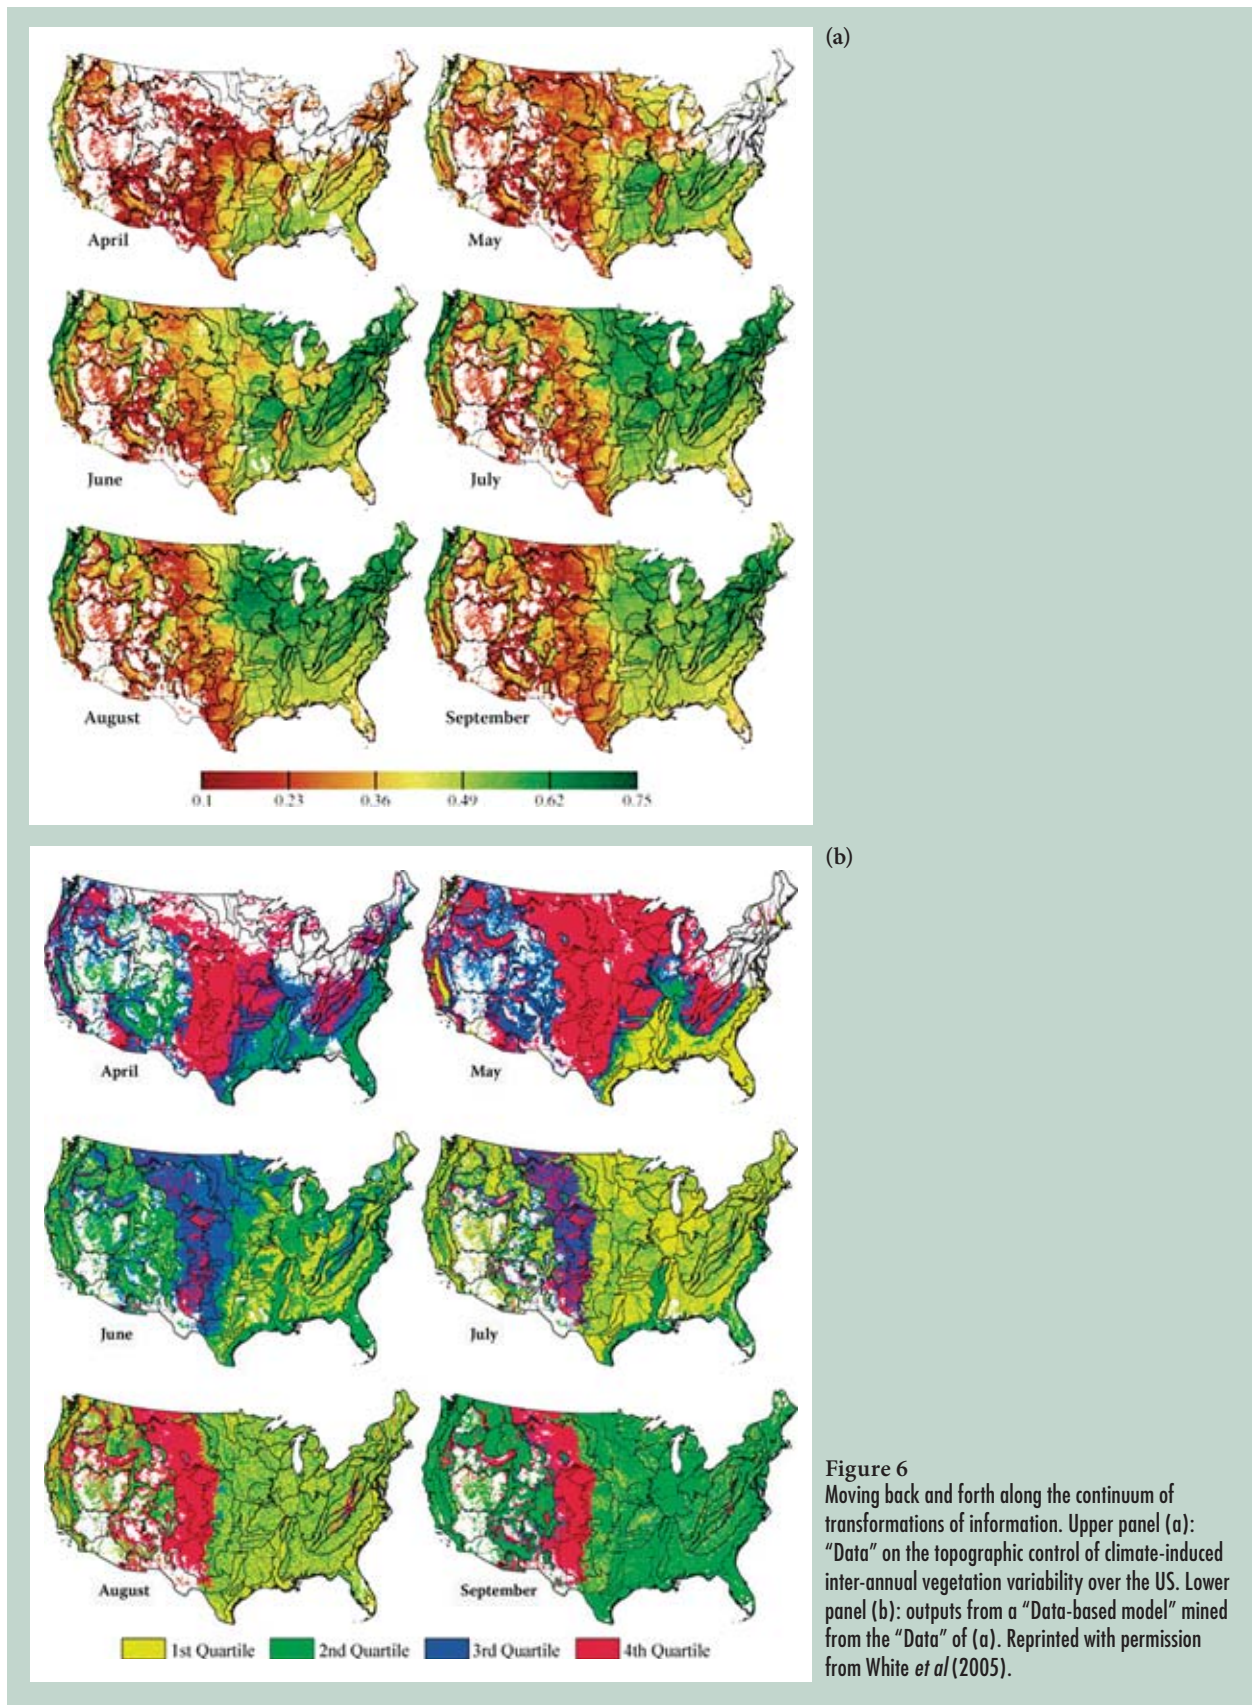 (a)
April
May
June
July
August
September
0.1 0.23 0.36 0.49 0.62 0.75
(b)
April
May
June
July
August
September
1st Quartile 2nd Quartile 3rd Quartile 4th Quartile
Figure 6
Moving back and forth along the continuum of
transformations of information. Upper panel (a):
“Data” on the topographic control of climate-induced
inter-annual vegetation variability over the US. Lower
panel (b): outputs from a “Data-based model” mined
from the “Data” of (a). Reprinted with permission
from White et al (2005).